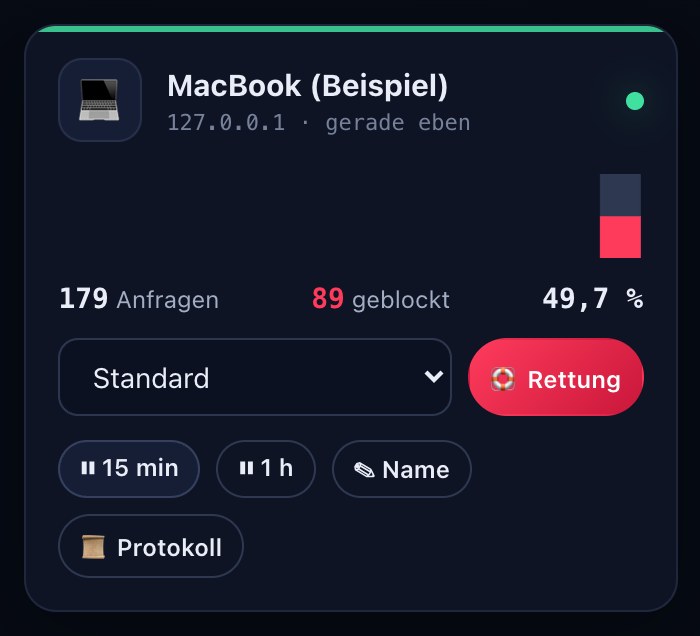 MacBook (Beispiel)
127.0.0.1 · gerade eben
179 Anfragen 89 geblockt 49,7 %
Standard Rettung
15 min 1 h Name
Protokoll